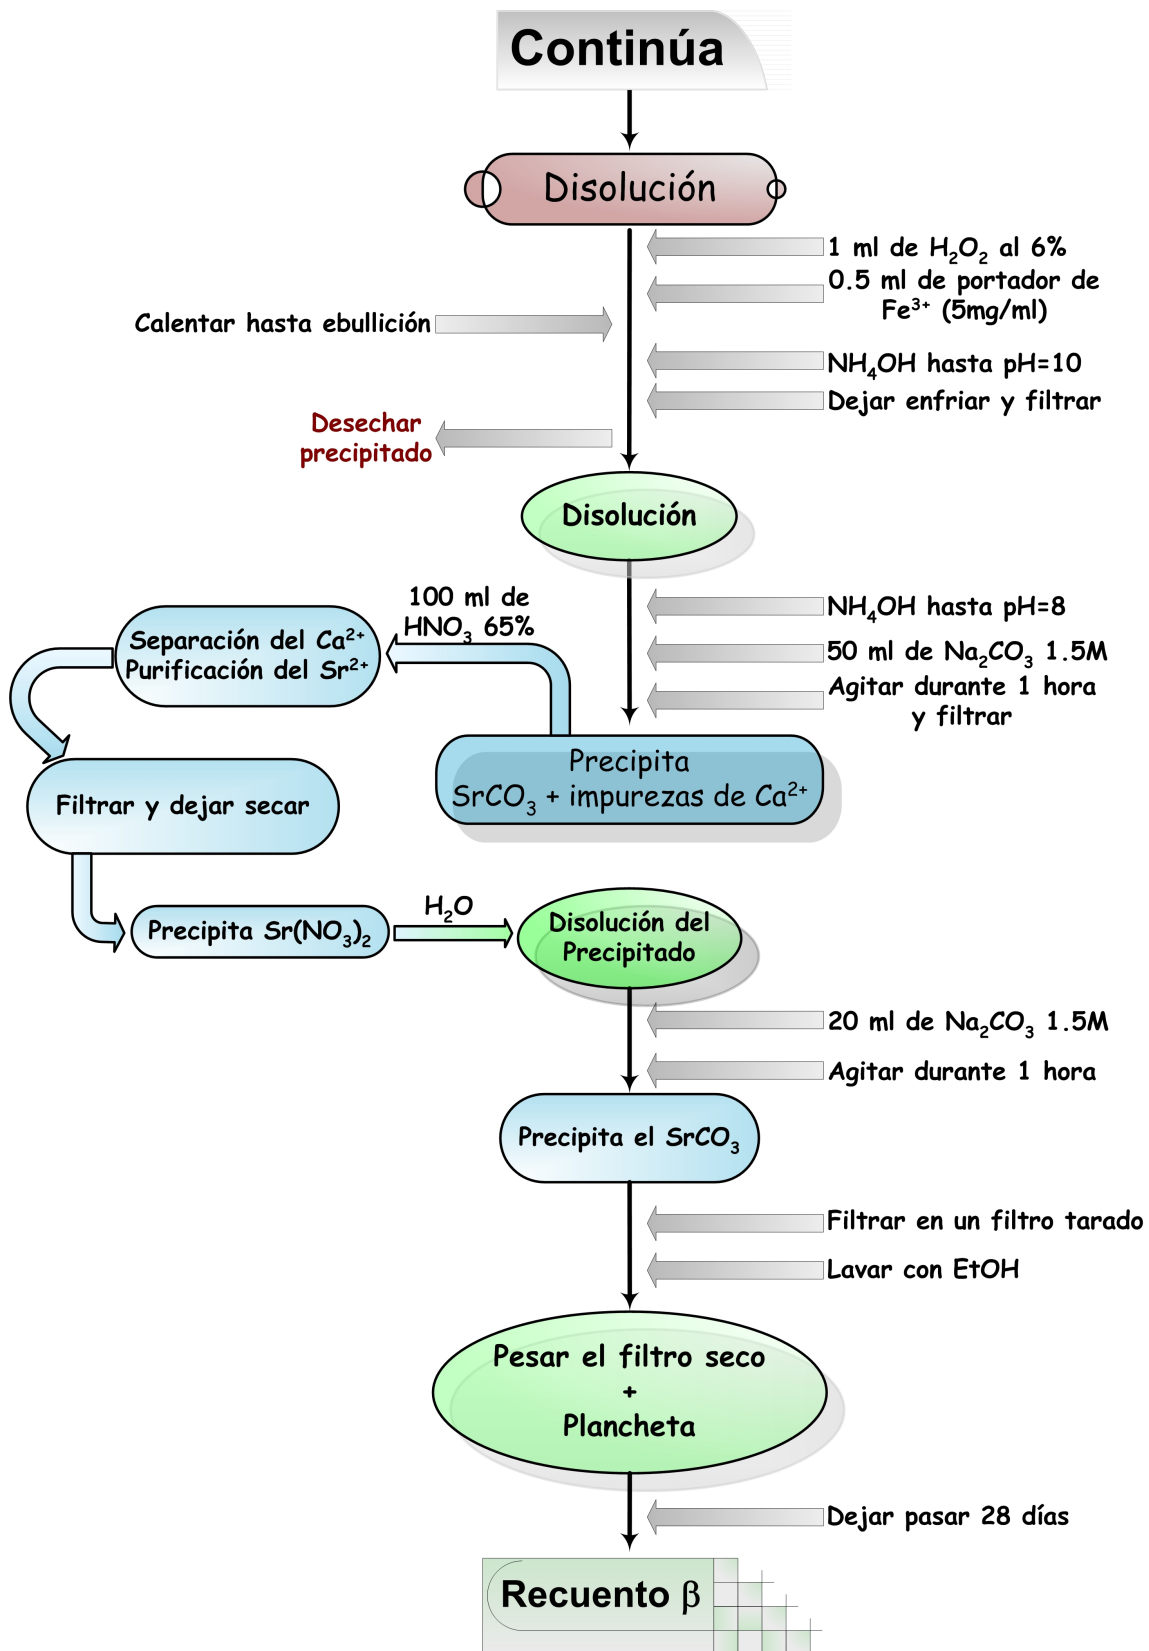 Continúa
Disolución
1 ml de H₂O₂ al 6%
0.5 ml de portador de
Fe³⁺ (5mg/ml)
Calentar hasta ebullición
NH₄OH hasta pH=10
Dejar enfriar y filtrar
Desechar
precipitado
Disolución
NH₄OH hasta pH=8
50 ml de Na₂CO₃ 1.5M
Agitar durante 1 hora
y filtrar
Precipita
SrCO₃ + impurezas de Ca²⁺
100 ml de
HNO₃ 65%
Separación del Ca²⁺
Purificación del Sr²⁺
Filtrar y dejar secar
Precipita Sr(NO₃)₂
H₂O
Disolución del
Precipitado
20 ml de Na₂CO₃ 1.5M
Agitar durante 1 hora
Precipita el SrCO₃
Filtrar en un filtro tarado
Lavar con EtOH
Pesar el filtro seco
+
Plancheta
Dejar pasar 28 días
Recuento β